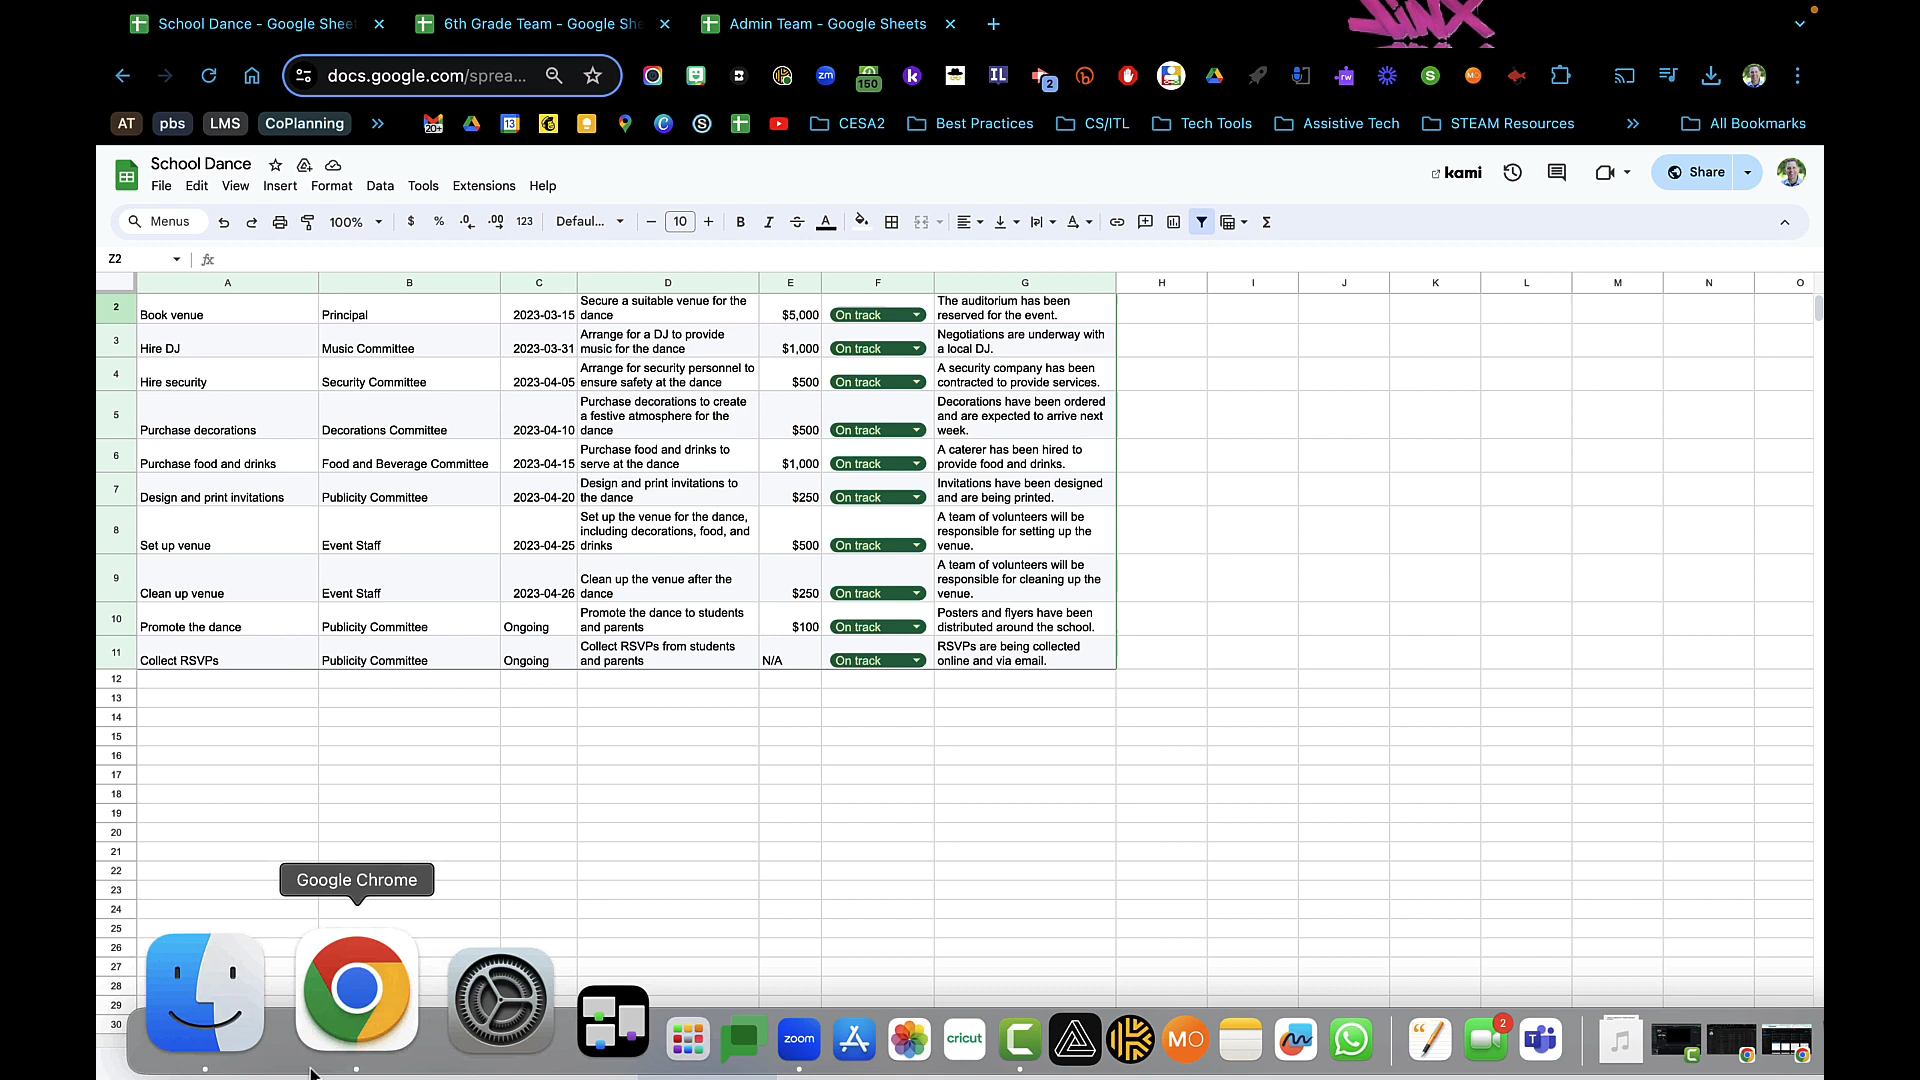 School Dance - Google Shee
6th Grade Team - Google She
Admin Team - Google Sheets
JINX
docs.google.com/sprea...
zm
150
k
IL
2
rw
S
MO
AT
pbs
LMS
CoPlanning
20+
13
CESA2
Best Practices
CS/ITL
Tech Tools
Assistive Tech
STEAM Resources
All Bookmarks
School Dance
File Edit View Insert Format Data Tools Extensions Help
kami
Share
Menus
100%
$ % .0 .00 123
Defaul...
10
B I S A
Σ
Z2
fx
A B C D E F G H I J K L M N O
2 Book venue Principal 2023-03-15 Secure a suitable venue for the dance $5,000 On track The auditorium has been reserved for the event.
3 Hire DJ Music Committee 2023-03-31 Arrange for a DJ to provide music for the dance $1,000 On track Negotiations are underway with a local DJ.
4 Hire security Security Committee 2023-04-05 Arrange for security personnel to ensure safety at the dance $500 On track A security company has been contracted to provide services.
5 Purchase decorations Decorations Committee 2023-04-10 Purchase decorations to create a festive atmosphere for the dance $500 On track Decorations have been ordered and are expected to arrive next week.
6 Purchase food and drinks Food and Beverage Committee 2023-04-15 Purchase food and drinks to serve at the dance $1,000 On track A caterer has been hired to provide food and drinks.
7 Design and print invitations Publicity Committee 2023-04-20 Design and print invitations to the dance $250 On track Invitations have been designed and are being printed.
8 Set up venue Event Staff 2023-04-25 Set up the venue for the dance, including decorations, food, and drinks $500 On track A team of volunteers will be responsible for setting up the venue.
9 Clean up venue Event Staff 2023-04-26 Clean up the venue after the dance $250 On track A team of volunteers will be responsible for cleaning up the venue.
10 Promote the dance Publicity Committee Ongoing Promote the dance to students and parents $100 On track Posters and flyers have been distributed around the school.
11 Collect RSVPs Publicity Committee Ongoing Collect RSVPs from students and parents N/A On track RSVPs are being collected online and via email.
12
13
14
15
16
17
18
19
20
21
22
23
24
25
26
27
28
29
30
Google Chrome
zoom
cricut
MO
2